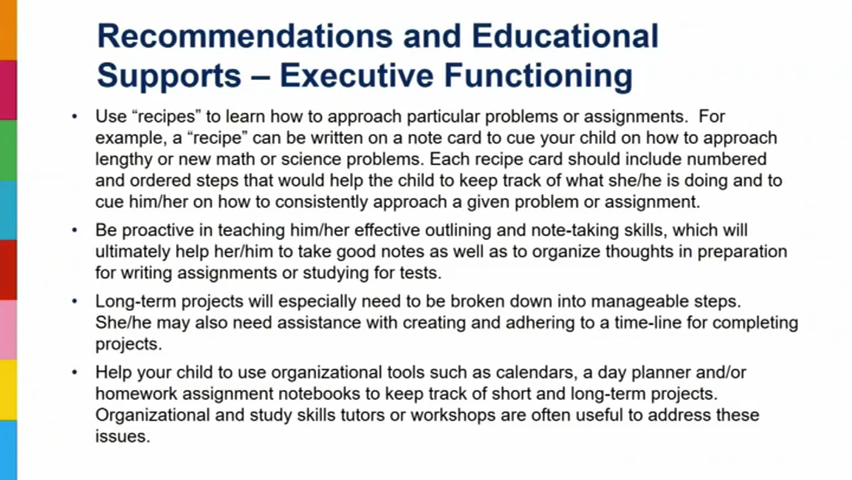 Recommendations and Educational
Supports – Executive Functioning
• Use “recipes” to learn how to approach particular problems or assignments. For
example, a “recipe” can be written on a note card to cue your child on how to approach
lengthy or new math or science problems. Each recipe card should include numbered
and ordered steps that would help the child to keep track of what she/he is doing and to
cue him/her on how to consistently approach a given problem or assignment.
• Be proactive in teaching him/her effective outlining and note-taking skills, which will
ultimately help her/him to take good notes as well as to organize thoughts in preparation
for writing assignments or studying for tests.
• Long-term projects will especially need to be broken down into manageable steps.
She/he may also need assistance with creating and adhering to a time-line for completing
projects.
• Help your child to use organizational tools such as calendars, a day planner and/or
homework assignment notebooks to keep track of short and long-term projects.
Organizational and study skills tutors or workshops are often useful to address these
issues.